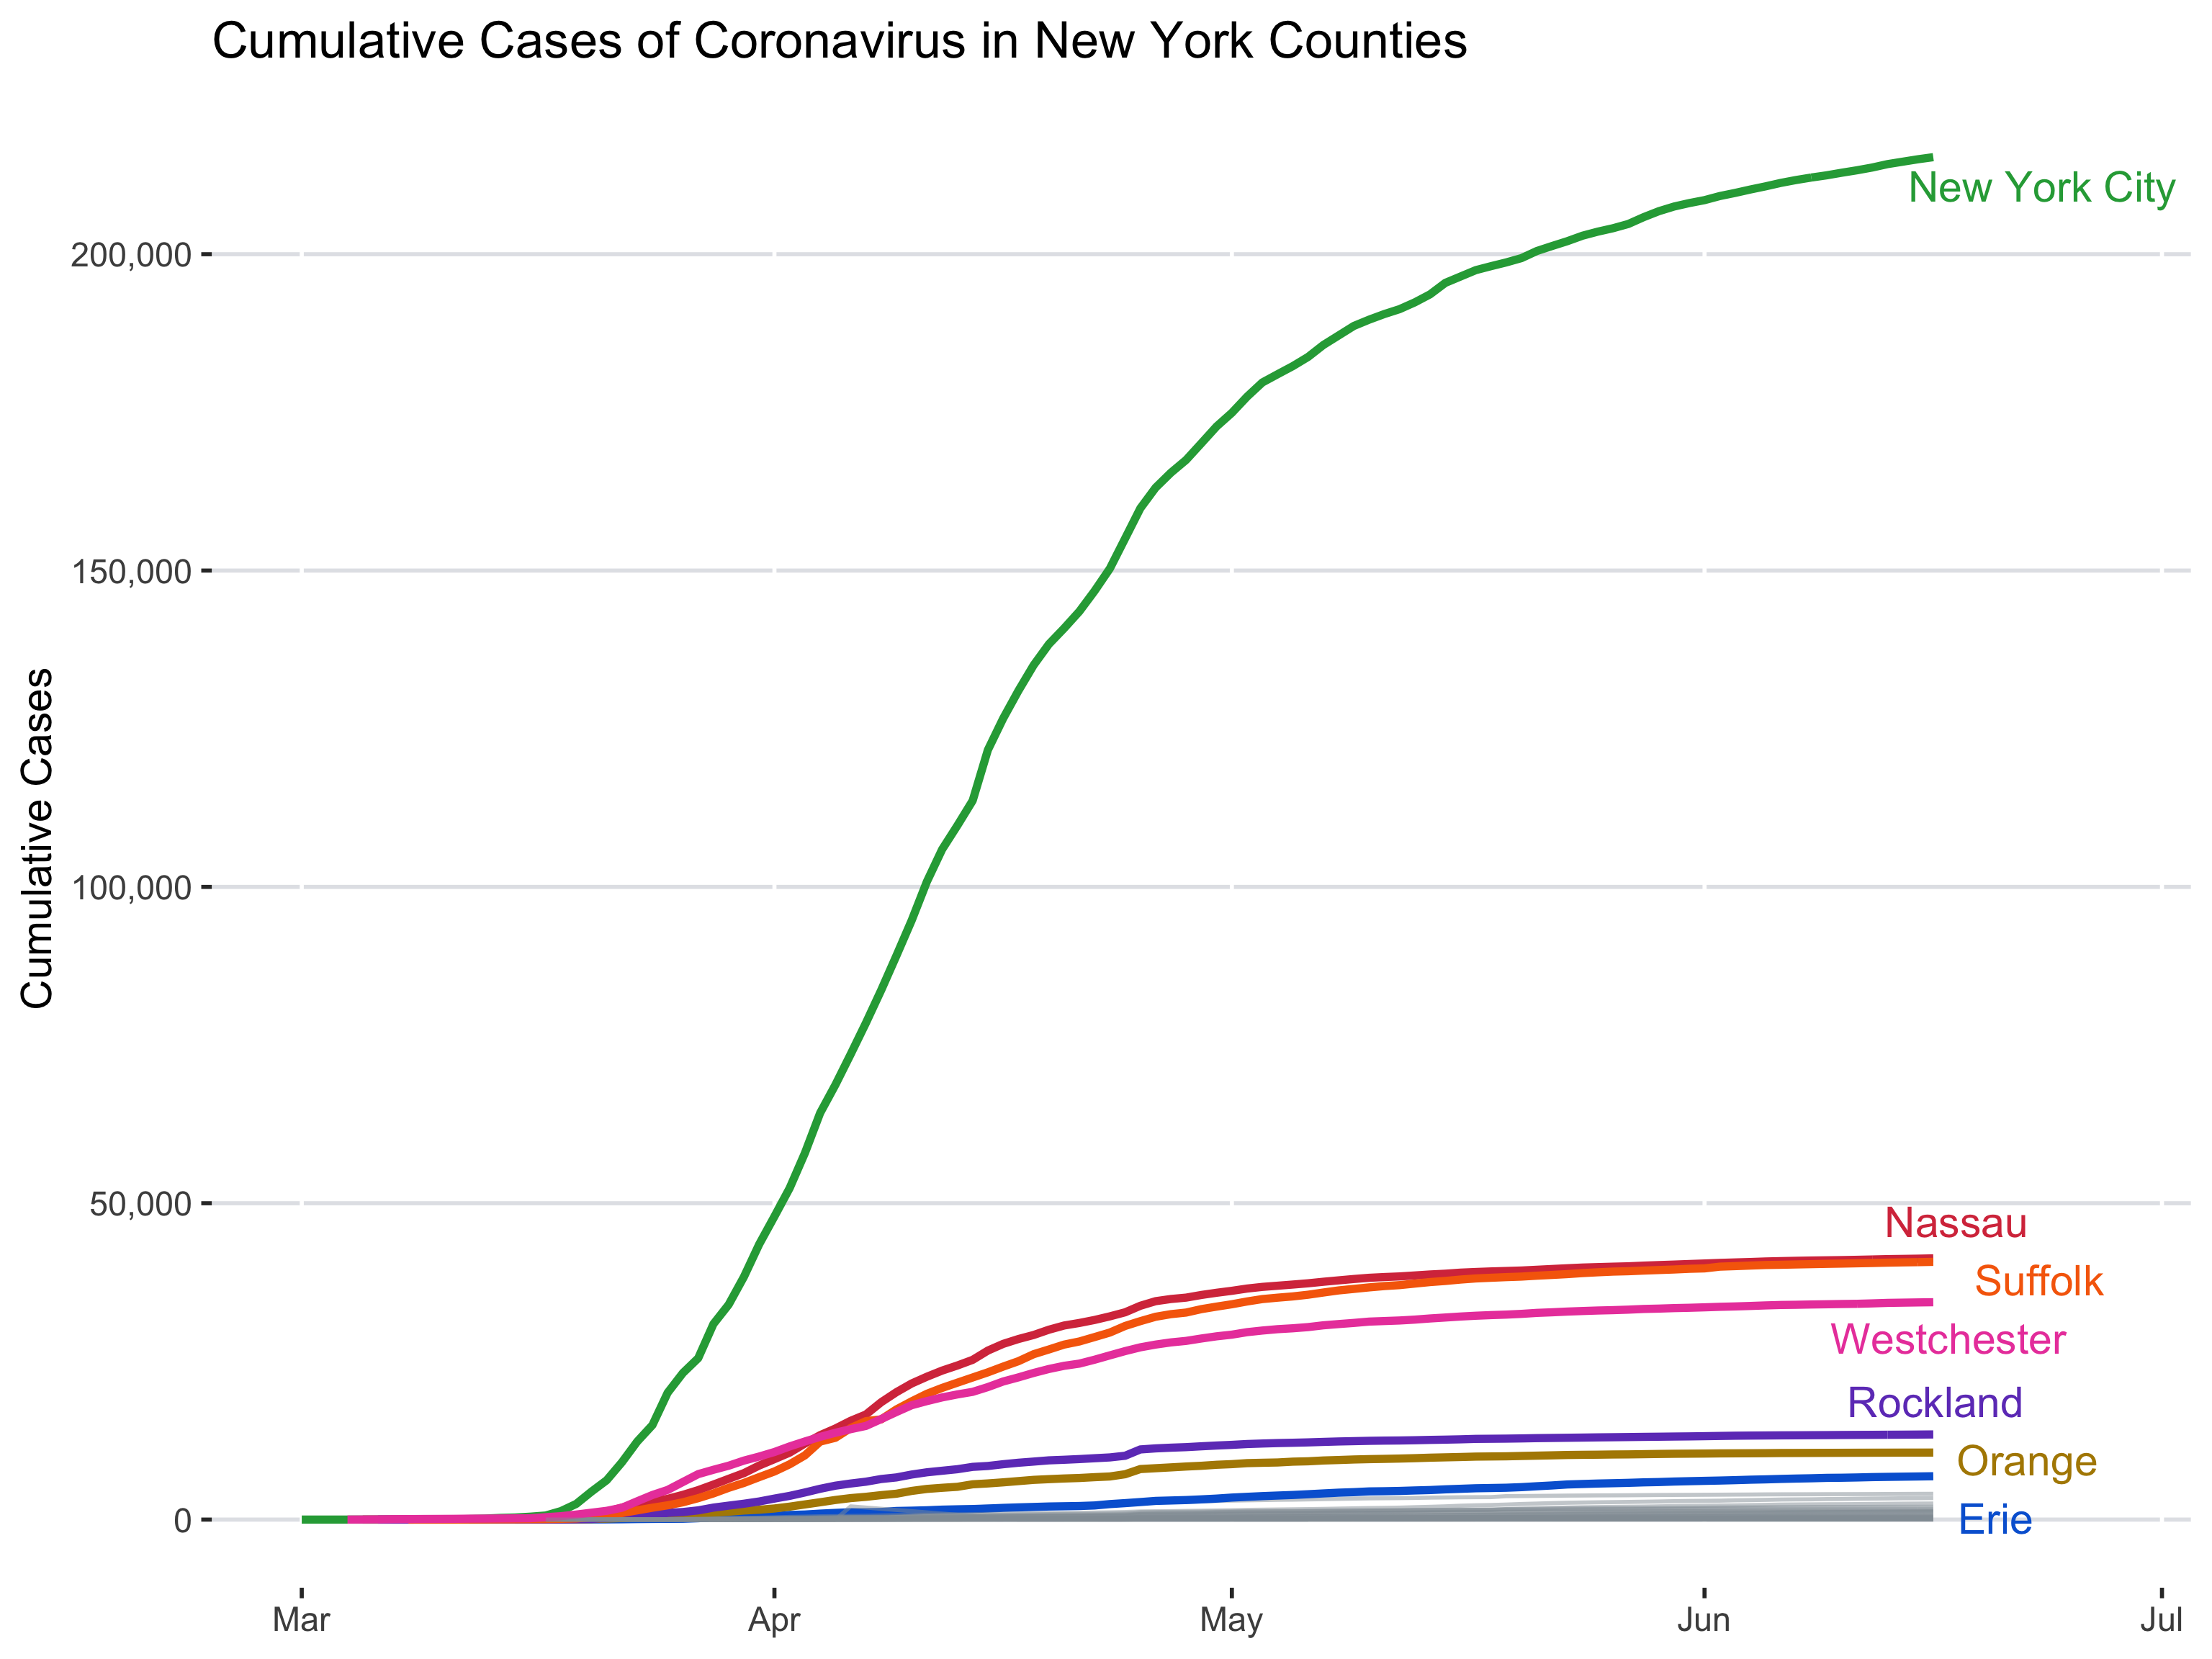 Cumulative Cases of Coronavirus in New York Counties
New York City
200,000
150,000
100,000
50,000
0
Cumulative Cases
Nassau
Suffolk
Westchester
Rockland
Orange
Erie
Mar
Apr
May
Jun
Jul